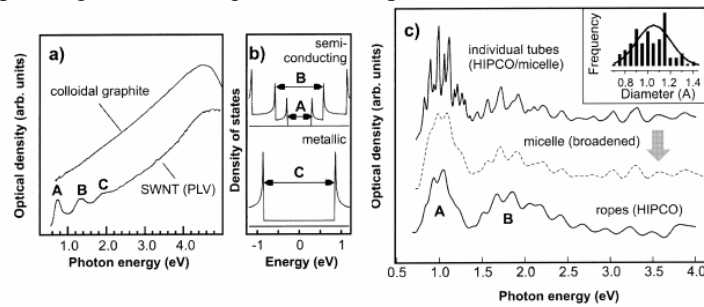 a)
colloidal graphite
A B C
SWNT (PLV)
Optical density (arb. units)
1.0 2.0 3.0 4.0
Photon energy (eV)
b)
semi-
conducting
B
A
metallic
C
Density of states
-1 0 1
Energy (eV)
c)
individual tubes
(HIPCO/micelle)
Frequency
0.8 1.0 1.2 1.4
Diameter (A)
micelle (broadened)
ropes (HIPCO)
A B
Optical density (arb. units)
0.5 1.0 1.5 2.0 2.5 3.0 3.5 4.0
Photon energy (eV)